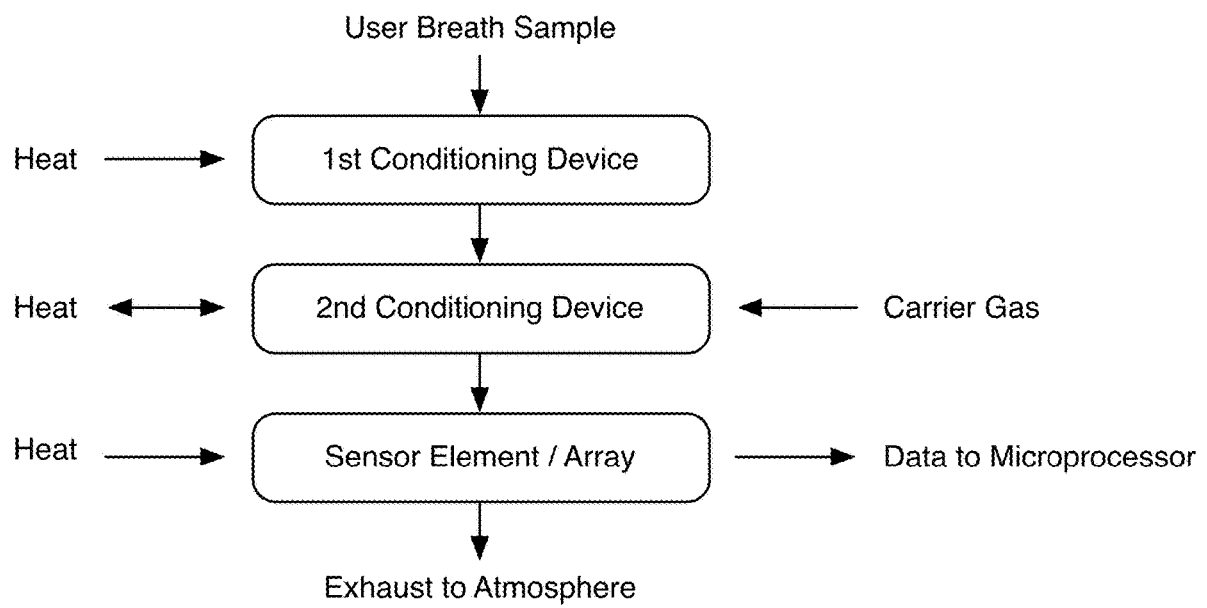 User Breath Sample
Heat
1st Conditioning Device
Heat
2nd Conditioning Device
Carrier Gas
Heat
Sensor Element / Array
Data to Microprocessor
Exhaust to Atmosphere